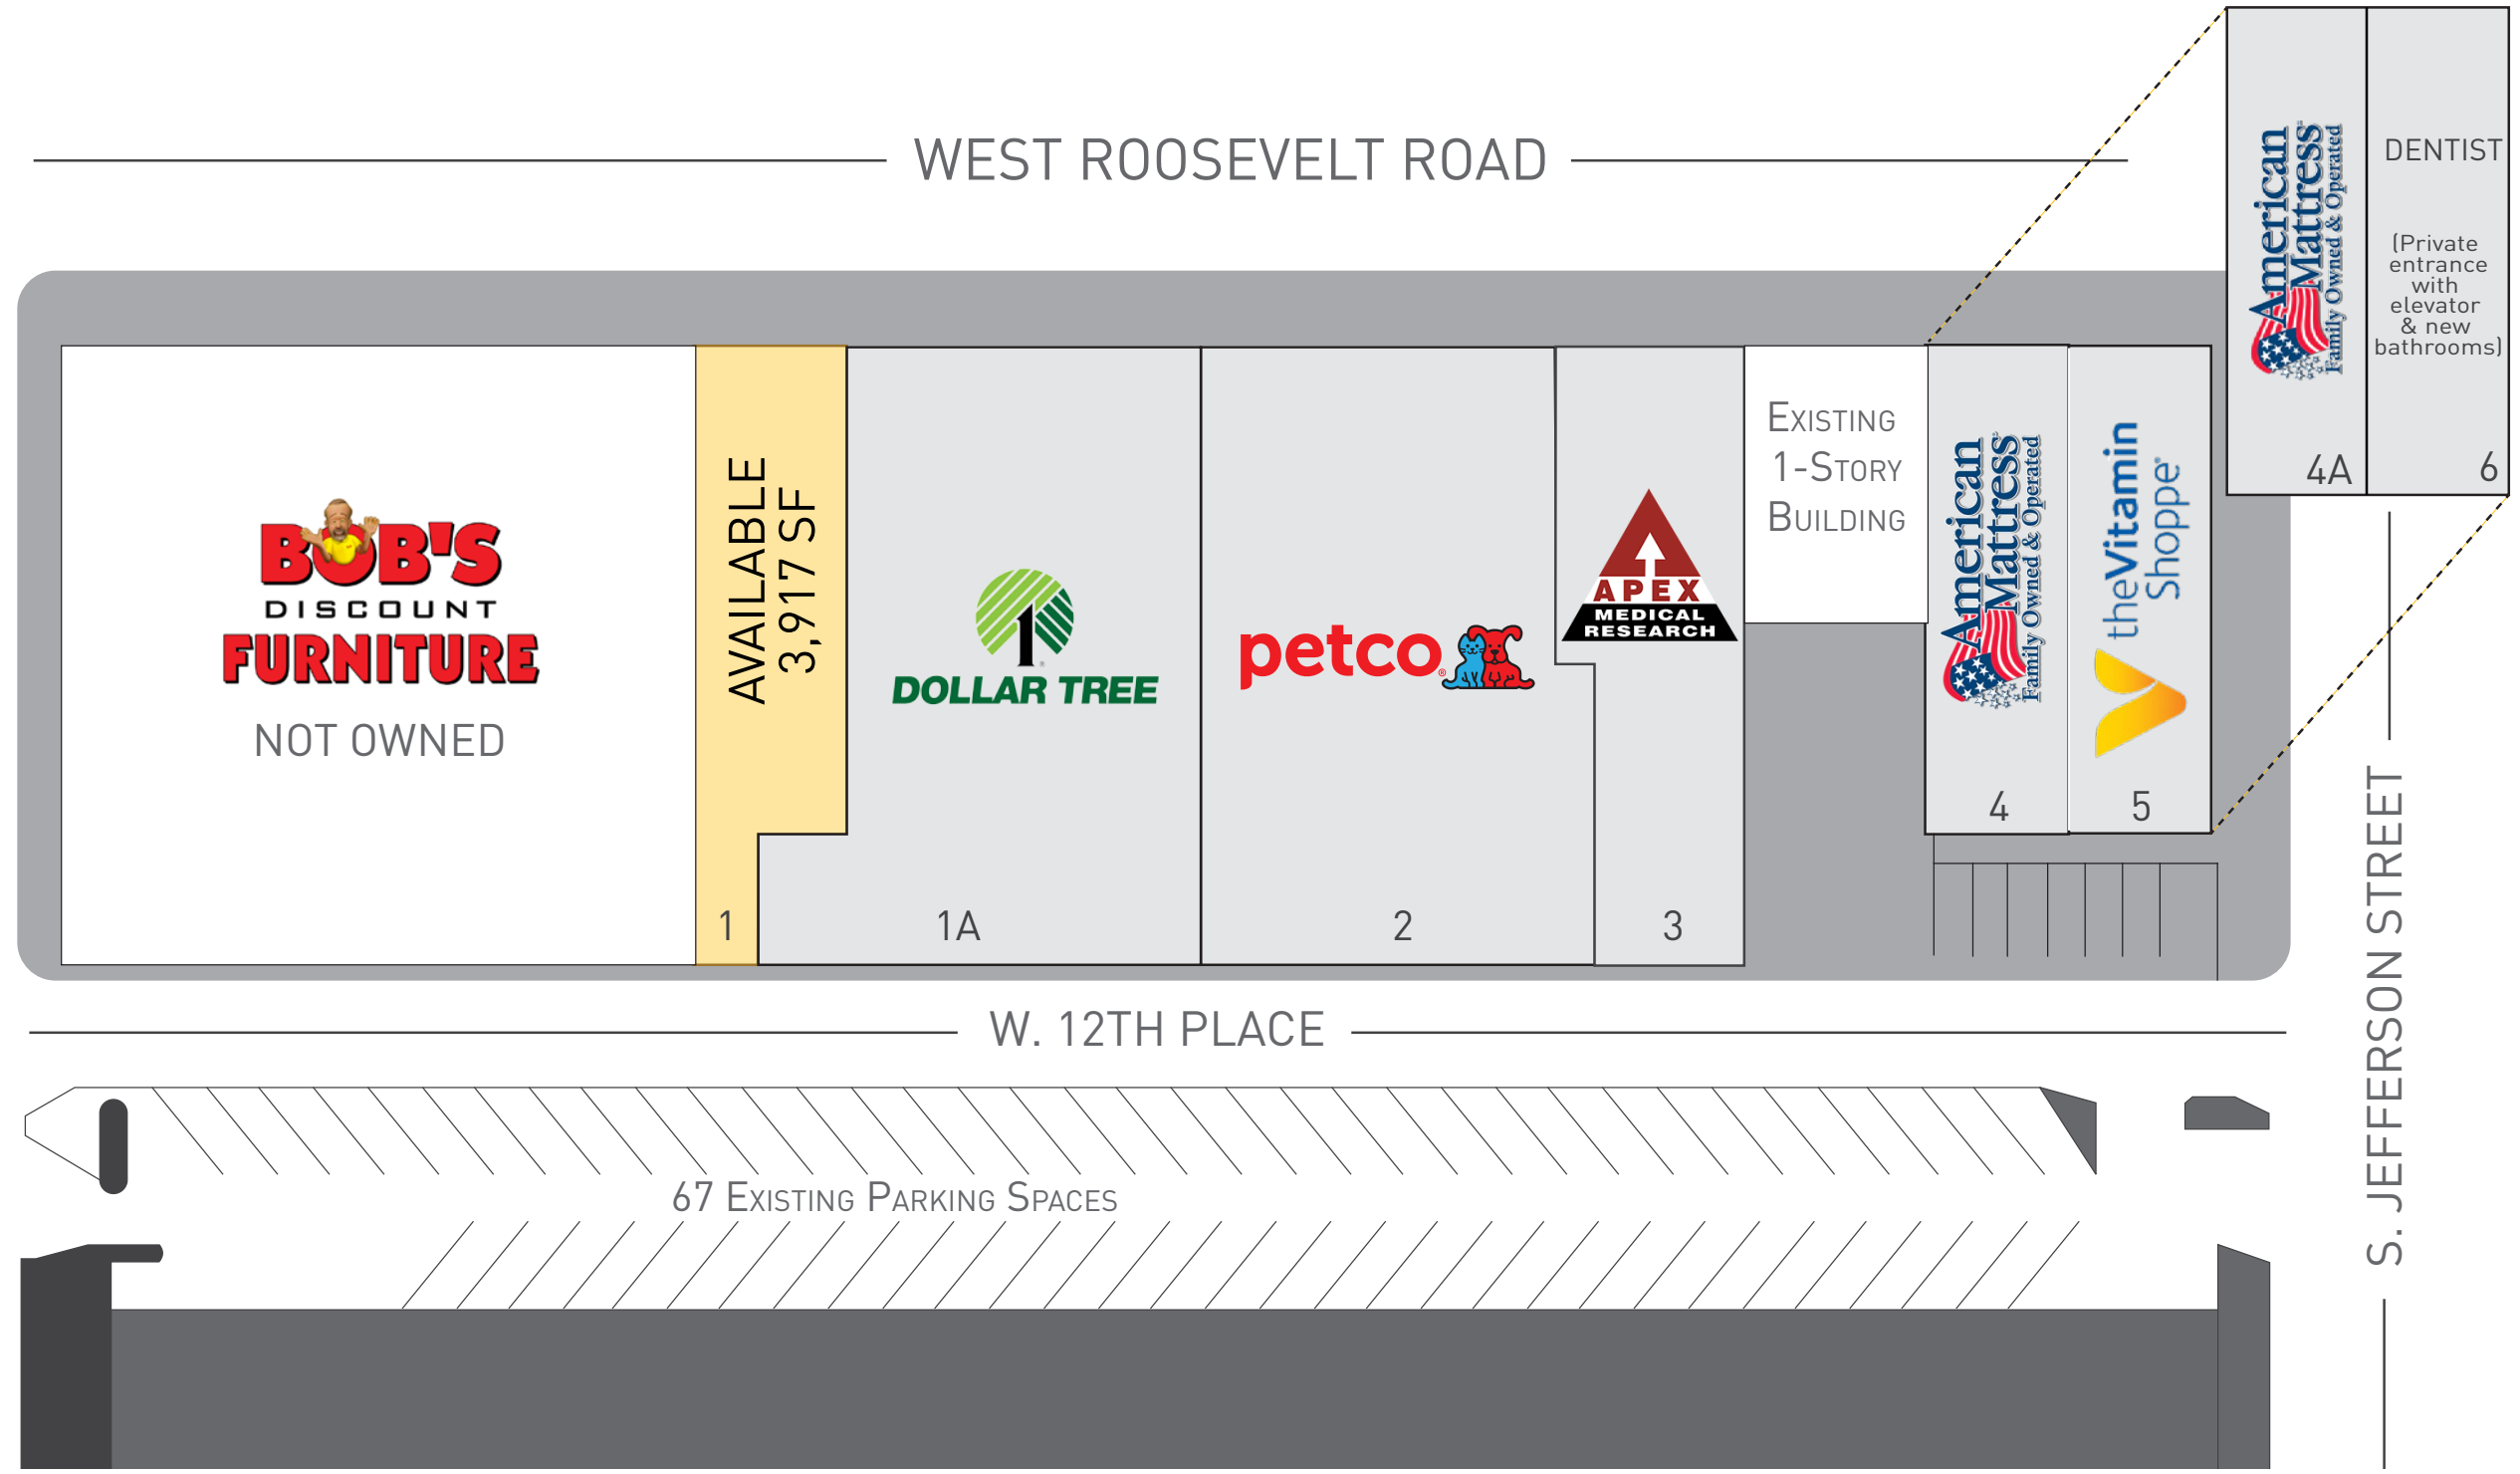 WEST ROOSEVELT ROAD
American
Mattress
Family Owned & Operated
4A
DENTIST
(Private
entrance
with
elevator
& new
bathrooms)
6
BOB'S
DISCOUNT
FURNITURE
NOT OWNED
AVAILABLE
3,917 SF
1
1
DOLLAR TREE
1A
petco
2
APEX
MEDICAL
RESEARCH
3
EXISTING
1-STORY
BUILDING
American
Mattress
Family Owned & Operated
4
theVitamin
Shoppe
5
W. 12TH PLACE
S. JEFFERSON STREET
67 EXISTING PARKING SPACES